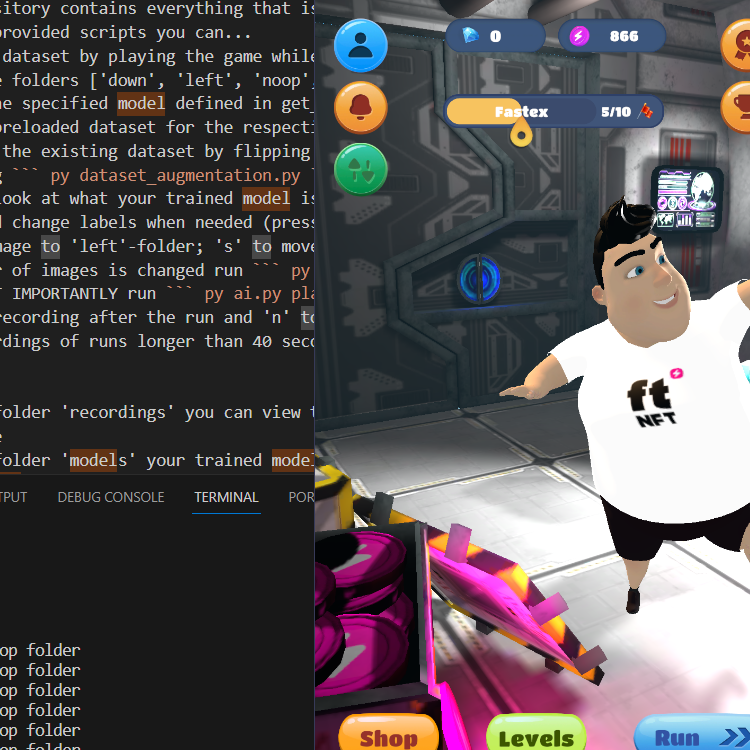 sitory contains everything that is
provided scripts you can...
dataset by playing the game while
e folders ['down', 'left', 'noop',
he specified model defined in get_
preloaded dataset for the respecti
the existing dataset by flipping
g ``` py dataset_augmentation.py `
look at what your trained model is
d change labels when needed (press
mage to 'left'-folder; 's' to move
r of images is changed run ``` py
T IMPORTANTLY run ``` py ai.py pla
recording after the run and 'n' to
rdings of runs longer than 40 seco
folder 'recordings' you can view t
e
folder 'models' your trained model
TPUT DEBUG CONSOLE TERMINAL POR
op folder
op folder
op folder
op folder
op folder
0 866
Fastex 5/10
ft
NFT
Shop Levels Run